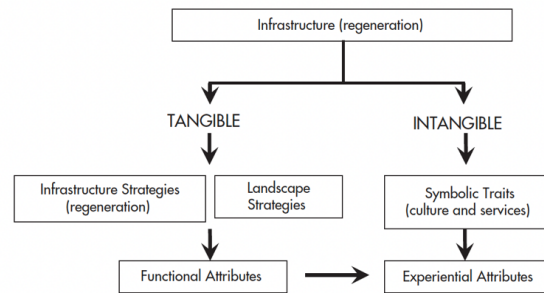 Infrastructure (regeneration)
TANGIBLE
INTANGIBLE
Infrastructure Strategies
(regeneration)
Landscape
Strategies
Symbolic Traits
(culture and services)
Functional Attributes
Experiential Attributes